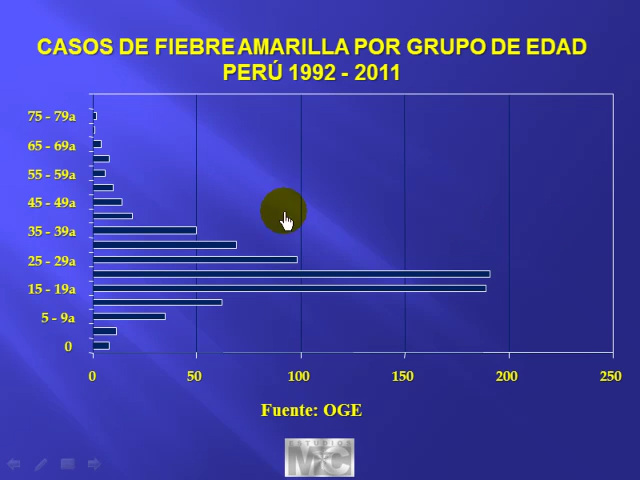 CASOS DE FIEBRE AMARILLA POR GRUPO DE EDAD
PERÚ 1992 - 2011
75 - 79a
65 - 69a
55 - 59a
45 - 49a
35 - 39a
25 - 29a
15 - 19a
5 - 9a
0
0 50 100 150 200 250
Fuente: OGE
ESTUDIOS